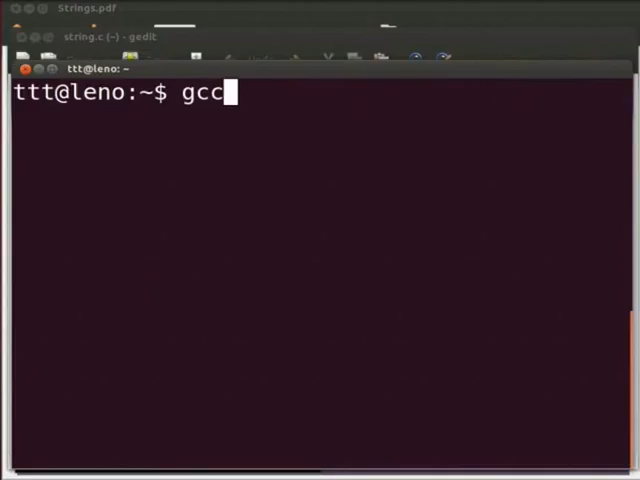 Strings.pdf
string.c (~) - gedit
ttt@leno: ~
ttt@leno:~$ gcc